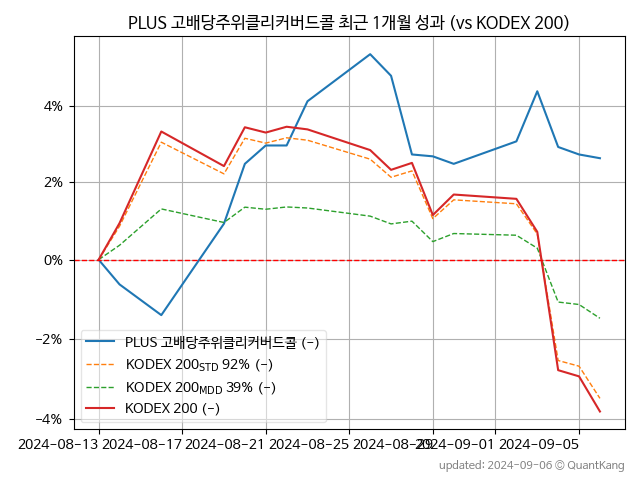 PLUS 고배당주위클리커버드콜 최근 1개월 성과 (vs KODEX 200)
4%
2%
0%
−2%
−4%
PLUS 고배당주위클리커버드콜 (-)
KODEX 200STD 92% (-)
KODEX 200MDD 39% (-)
KODEX 200 (-)
2024-08-13 2024-08-17 2024-08-21 2024-08-25 2024-08-29 2024-09-01 2024-09-05
updated: 2024-09-06 © QuantKang